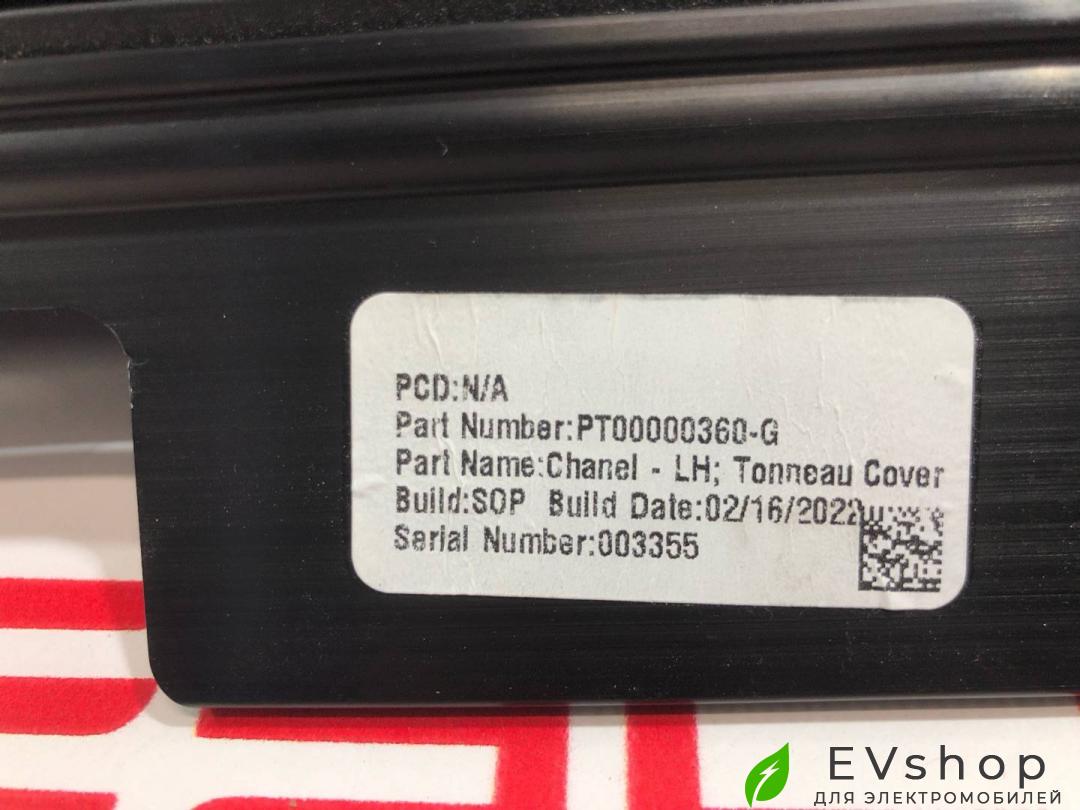 PCD:N/A
Part Number:PT00000360-G
Part Name:Chanel - LH; Tonneau Cover
Build:SOP Build Date:02/16/2022
Serial Number:003355
EVshop
ДЛЯ ЭЛЕКТРОМОБИЛЕЙ